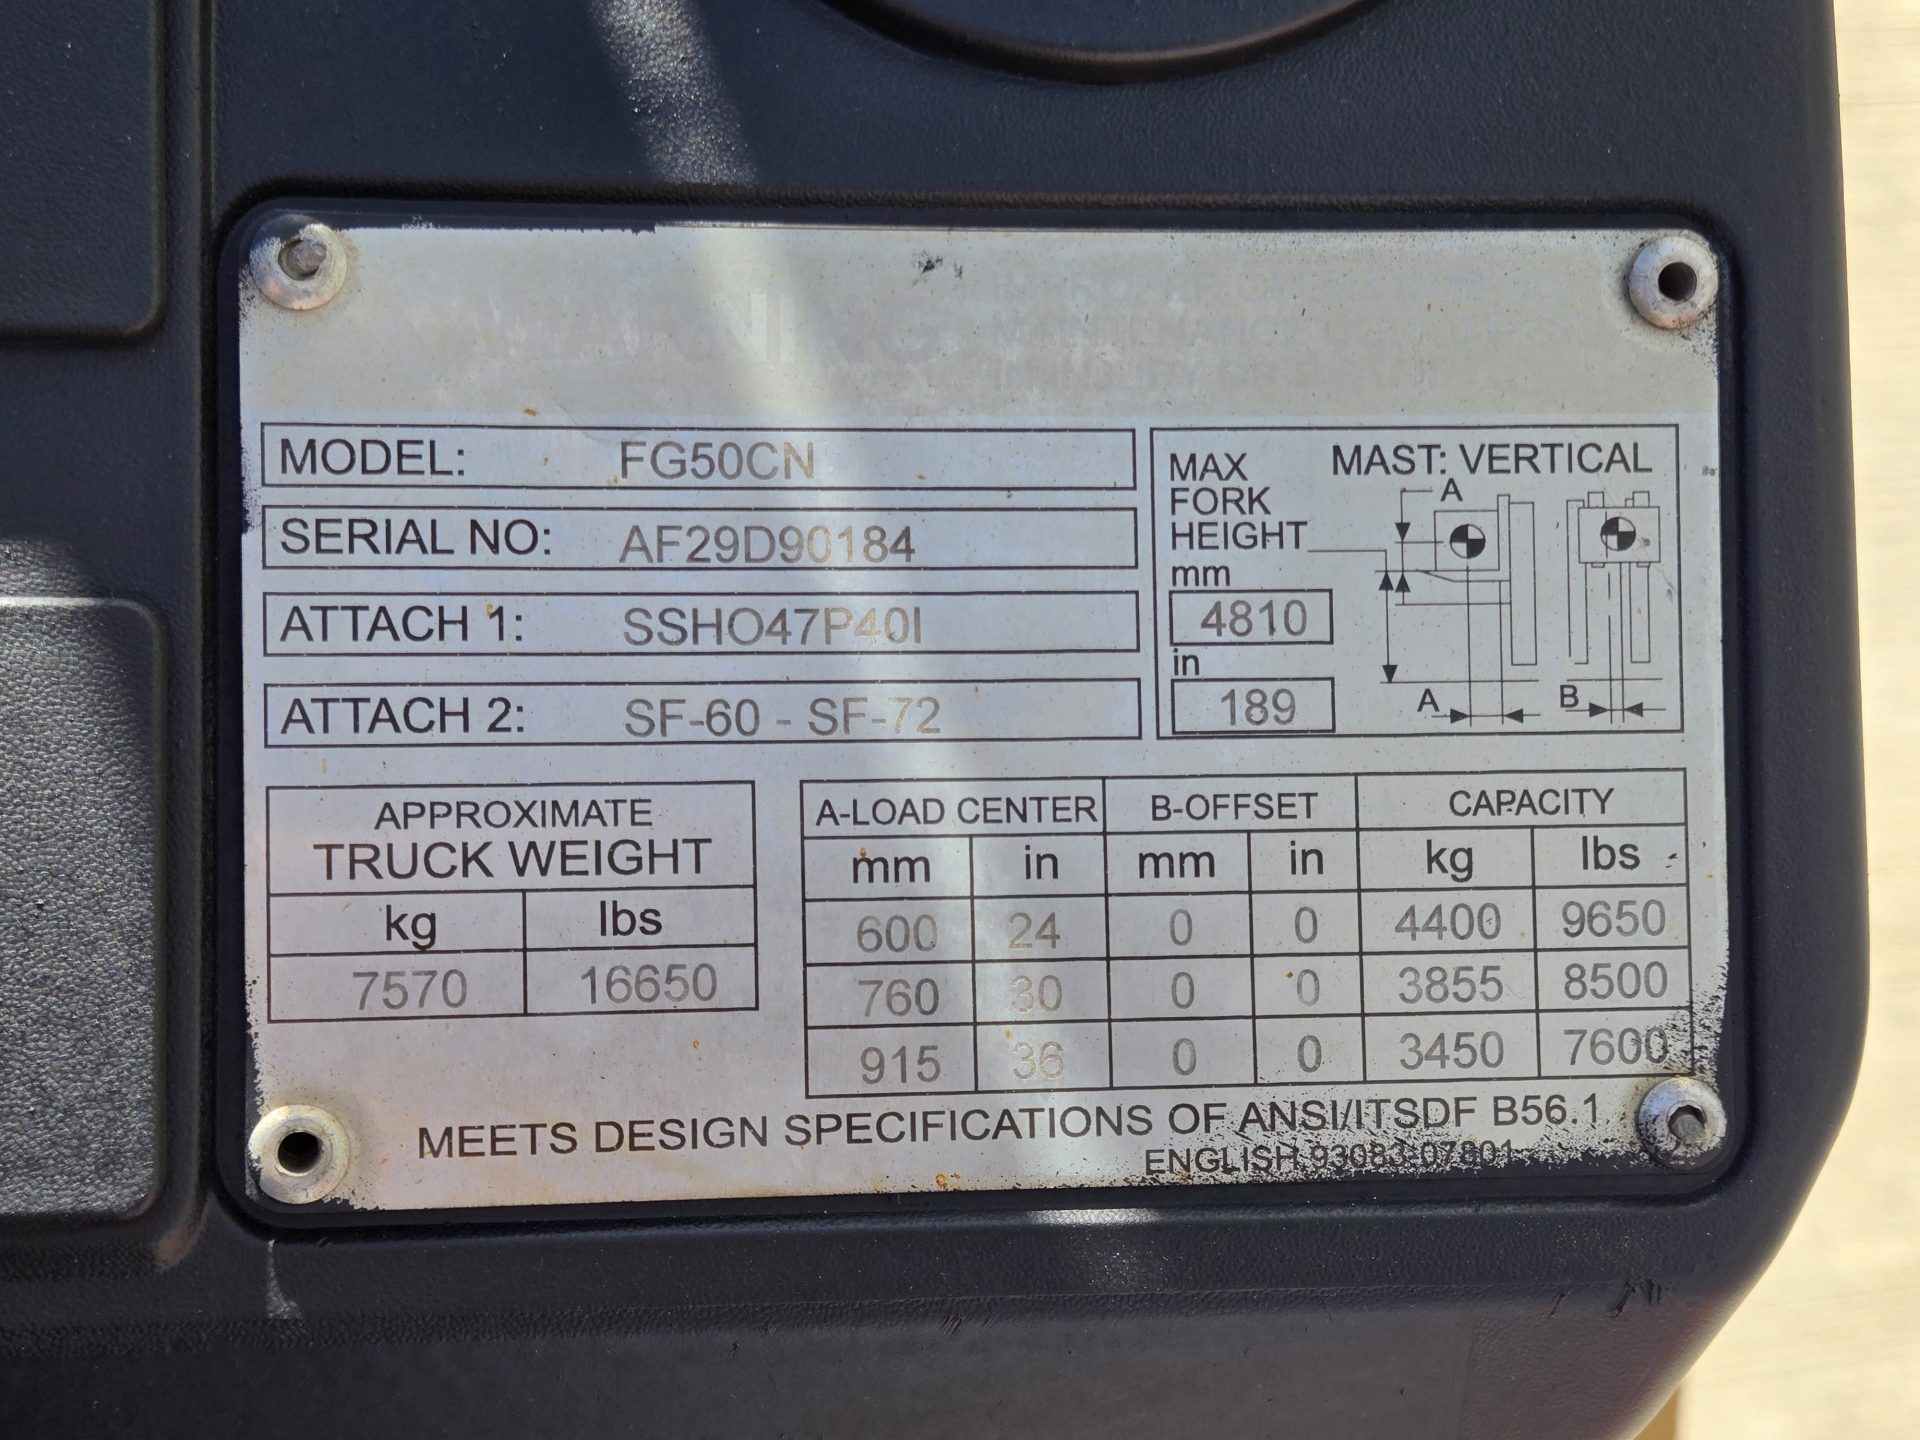 WARNING
MODEL: FG50CN
SERIAL NO: AF29D90184
ATTACH 1: SSHO47P40I
ATTACH 2: SF-60 - SF-72
MAX
FORK
HEIGHT
mm
4810
in
189
MAST: VERTICAL
A
A
B
APPROXIMATE
TRUCK WEIGHT
kg lbs
7570 16650
A-LOAD CENTER B-OFFSET CAPACITY
mm in mm in kg lbs
600 24 0 0 4400 9650
760 30 0 0 3855 8500
915 36 0 0 3450 7600
MEETS DESIGN SPECIFICATIONS OF ANSI/ITSDF B56.1
ENGLISH 93083-07801